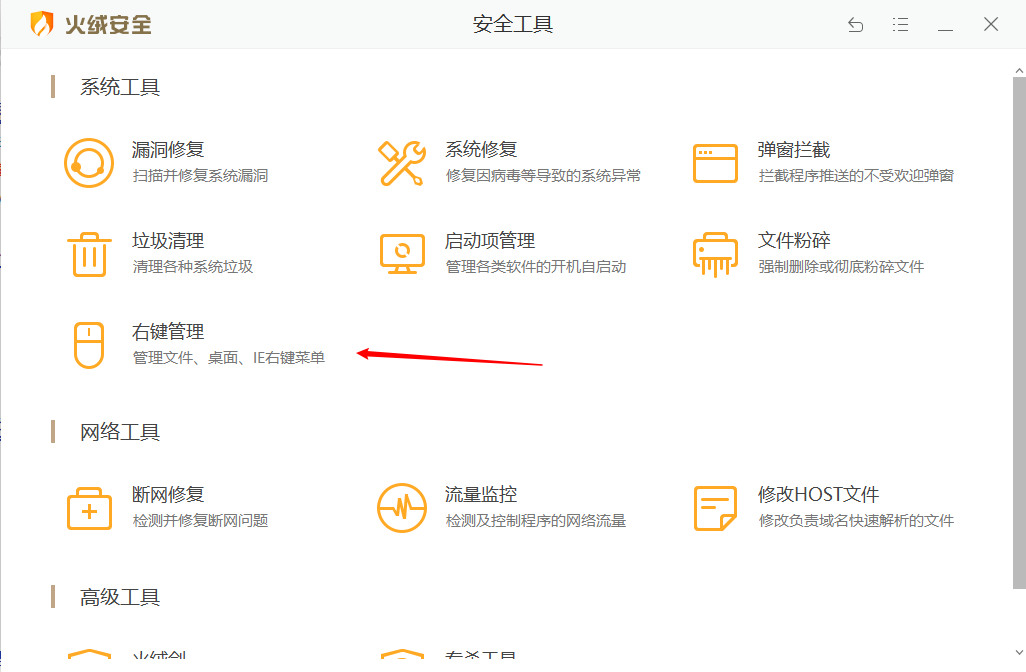 火绒安全
安全工具
系统工具
漏洞修复
扫描并修复系统漏洞
系统修复
修复因病毒等导致的系统异常
弹窗拦截
拦截程序推送的不受欢迎弹窗
垃圾清理
清理各种系统垃圾
启动项管理
管理各类软件的开机自启动
文件粉碎
强制删除或彻底粉碎文件
右键管理
管理文件、桌面、IE右键菜单
网络工具
断网修复
检测并修复断网问题
流量监控
检测及控制程序的网络流量
修改HOST文件
修改负责域名快速解析的文件
高级工具
火绒剑
专杀工具